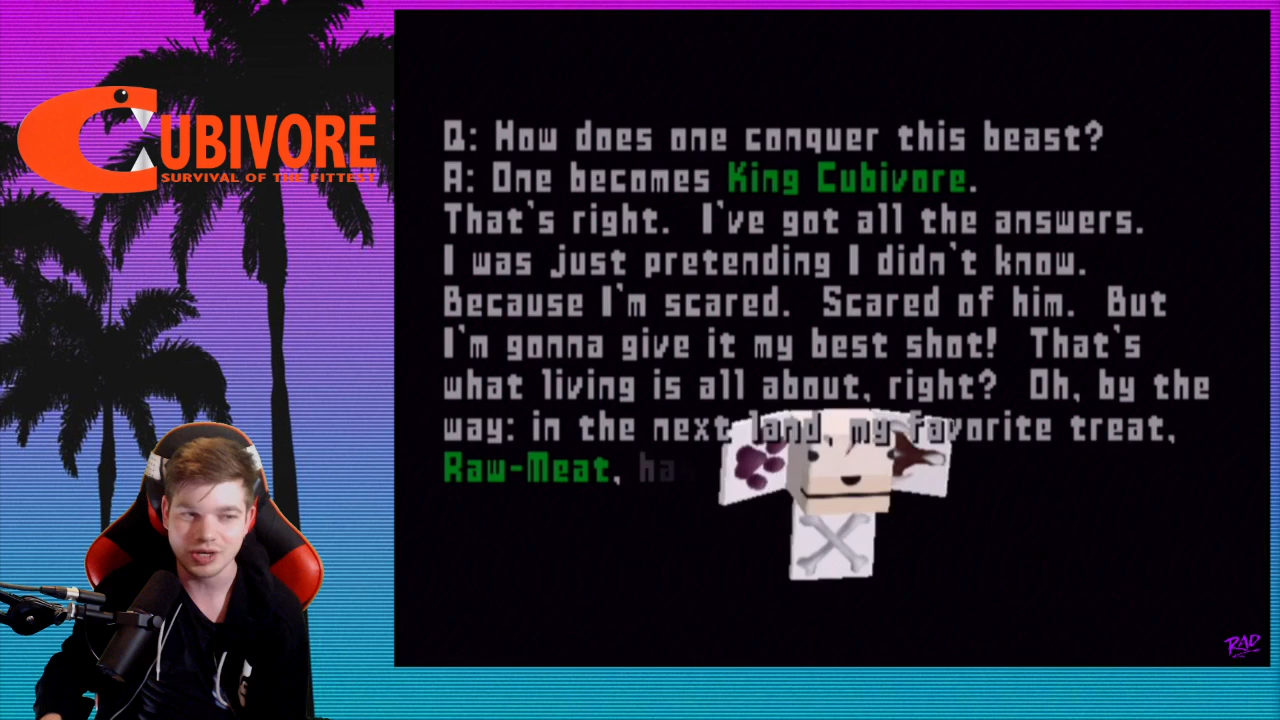 CUBIVORE
SURVIVAL OF THE FITTEST
Q: How does one conquer this beast?
A: One becomes King Cubivore.
That's right. I've got all the answers.
I was just pretending I didn't know.
Because I'm scared. Scared of him. But
I'm gonna give it my best shot! That's
what living is all about, right? Oh, by the
way: in the next land, my favorite treat,
Raw-Meat, ha
RAD